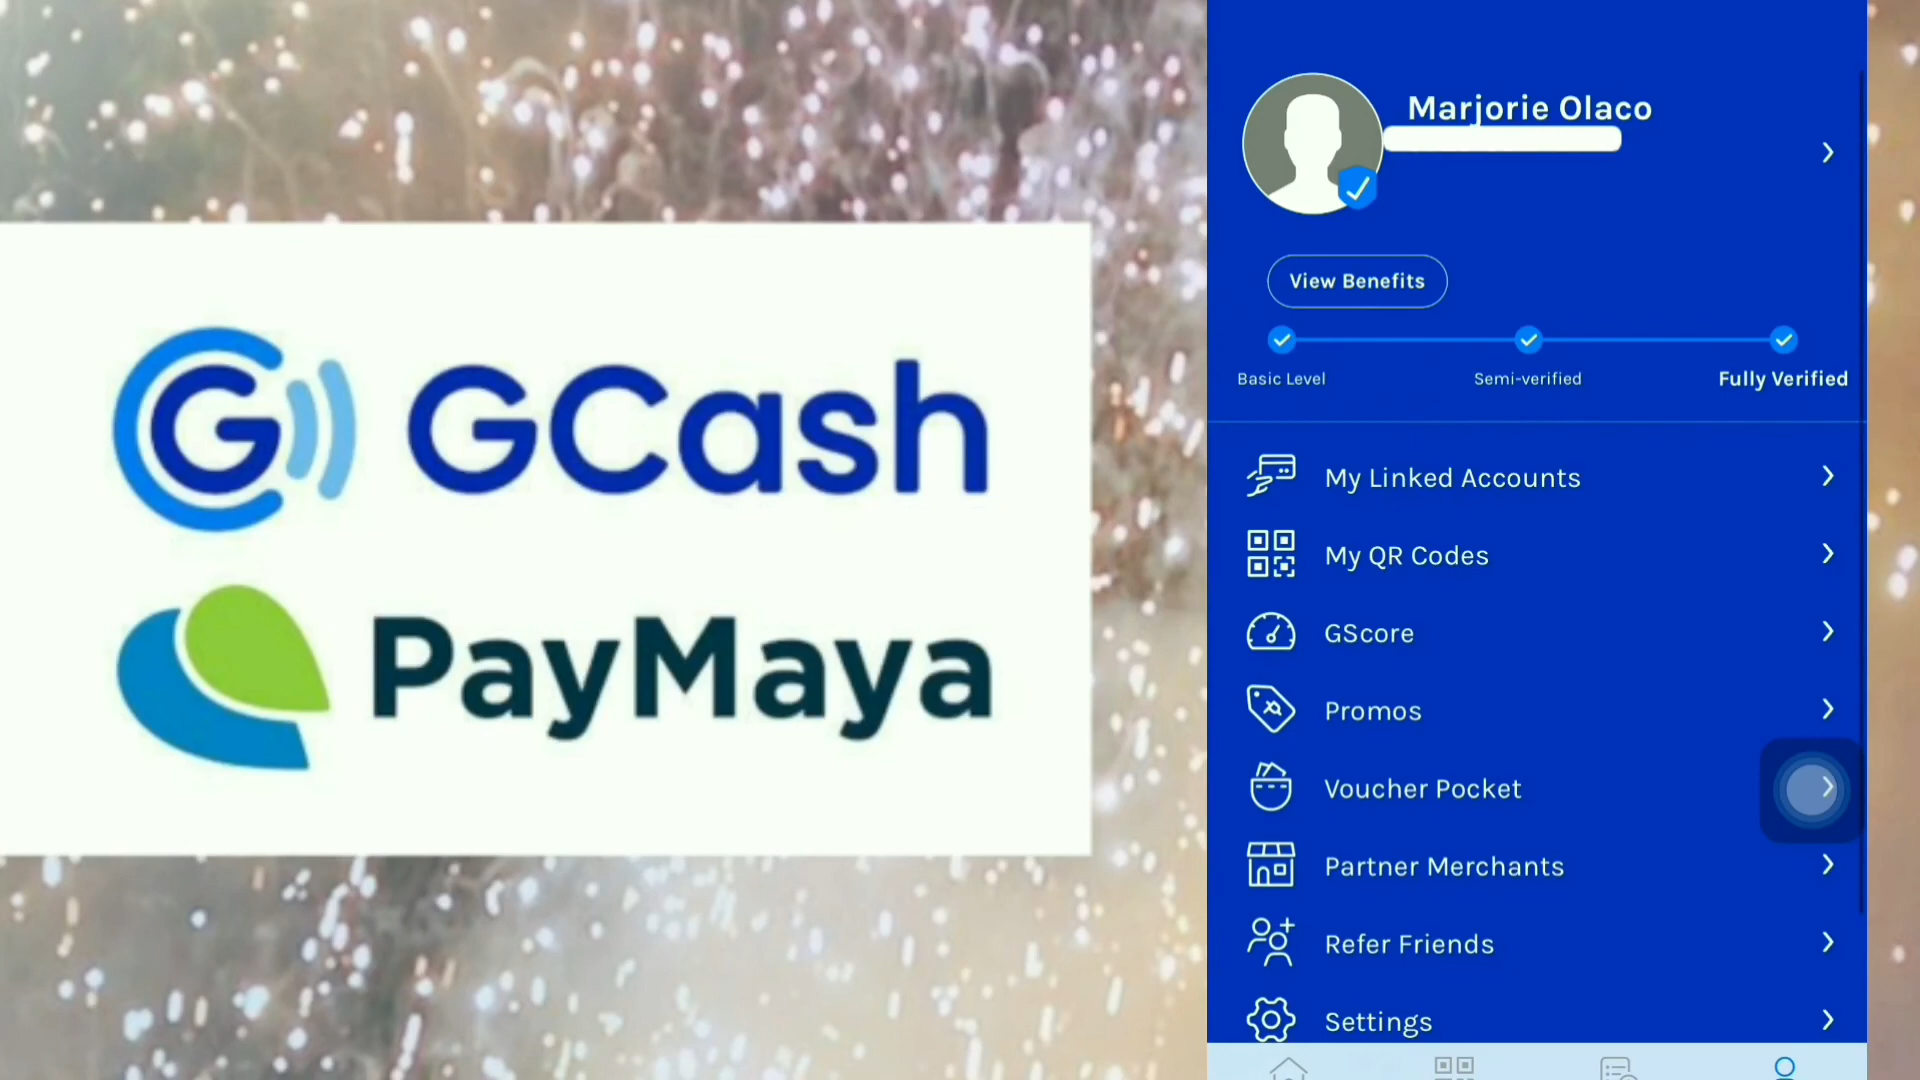 GCash
PayMaya
Marjorie Olaco
View Benefits
Basic Level
Semi-verified
Fully Verified
My Linked Accounts
My QR Codes
GScore
Promos
Voucher Pocket
Partner Merchants
Refer Friends
Settings